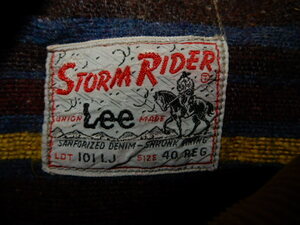 STORM RIDER
UNION Lee MADE
SANFORIZED DENIM - SHRUNK LINING
LOT 101 LJ SIZE 40 REG